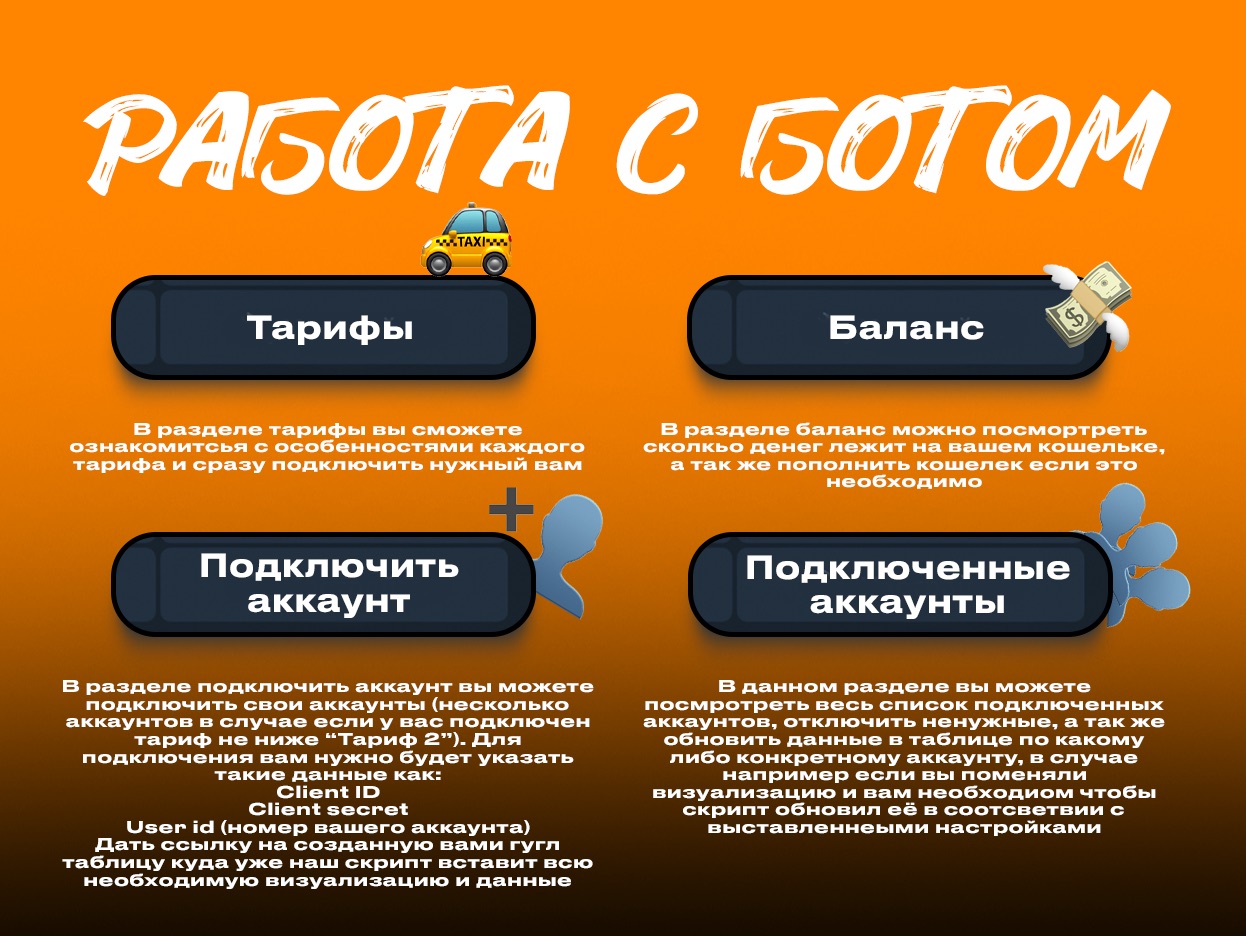 РАБОТА С БОТОМ
TAXI
Тарифы
В разделе тарифы вы сможете
ознакомитсья с особенностями каждого
тарифа и сразу подключить нужный вам
Баланс
В разделе баланс можно посмортреть
сколкьо денег лежит на вашем кошельке,
а так же пополнить кошелек если это
необходимо
Подключить
аккаунт
В разделе подключить аккаунт вы можете
подключить свои аккаунты (несколько
аккаунтов в случае если у вас подключен
тариф не ниже “Тариф 2”). Для
подключения вам нужно будет указать
такие данные как:
Client ID
Client secret
User id (номер вашего аккаунта)
Дать ссылку на созданную вами гугл
таблицу куда уже наш скрипт вставит всю
необходимую визуализацию и данные
Подключенные
аккаунты
В данном разделе вы можете
посмротреть весь список подключенных
аккаунтов, отключить ненужные, а так же
обновить данные в таблице по какому
либо конкретному аккаунту, в случае
например если вы поменяли
визуализацию и вам необходиом чтобы
скрипт обновил её в соотсветвии с
выставленнеыми настройками